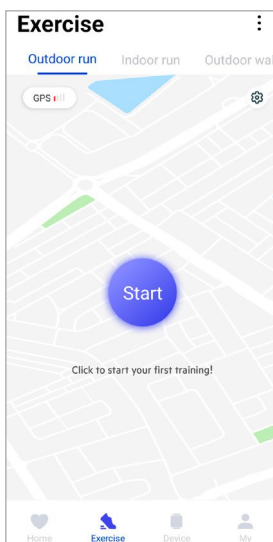 Exercise
Outdoor run Indoor run Outdoor wal
GPS
Start
Click to start your first training!
Home Exercise Device My